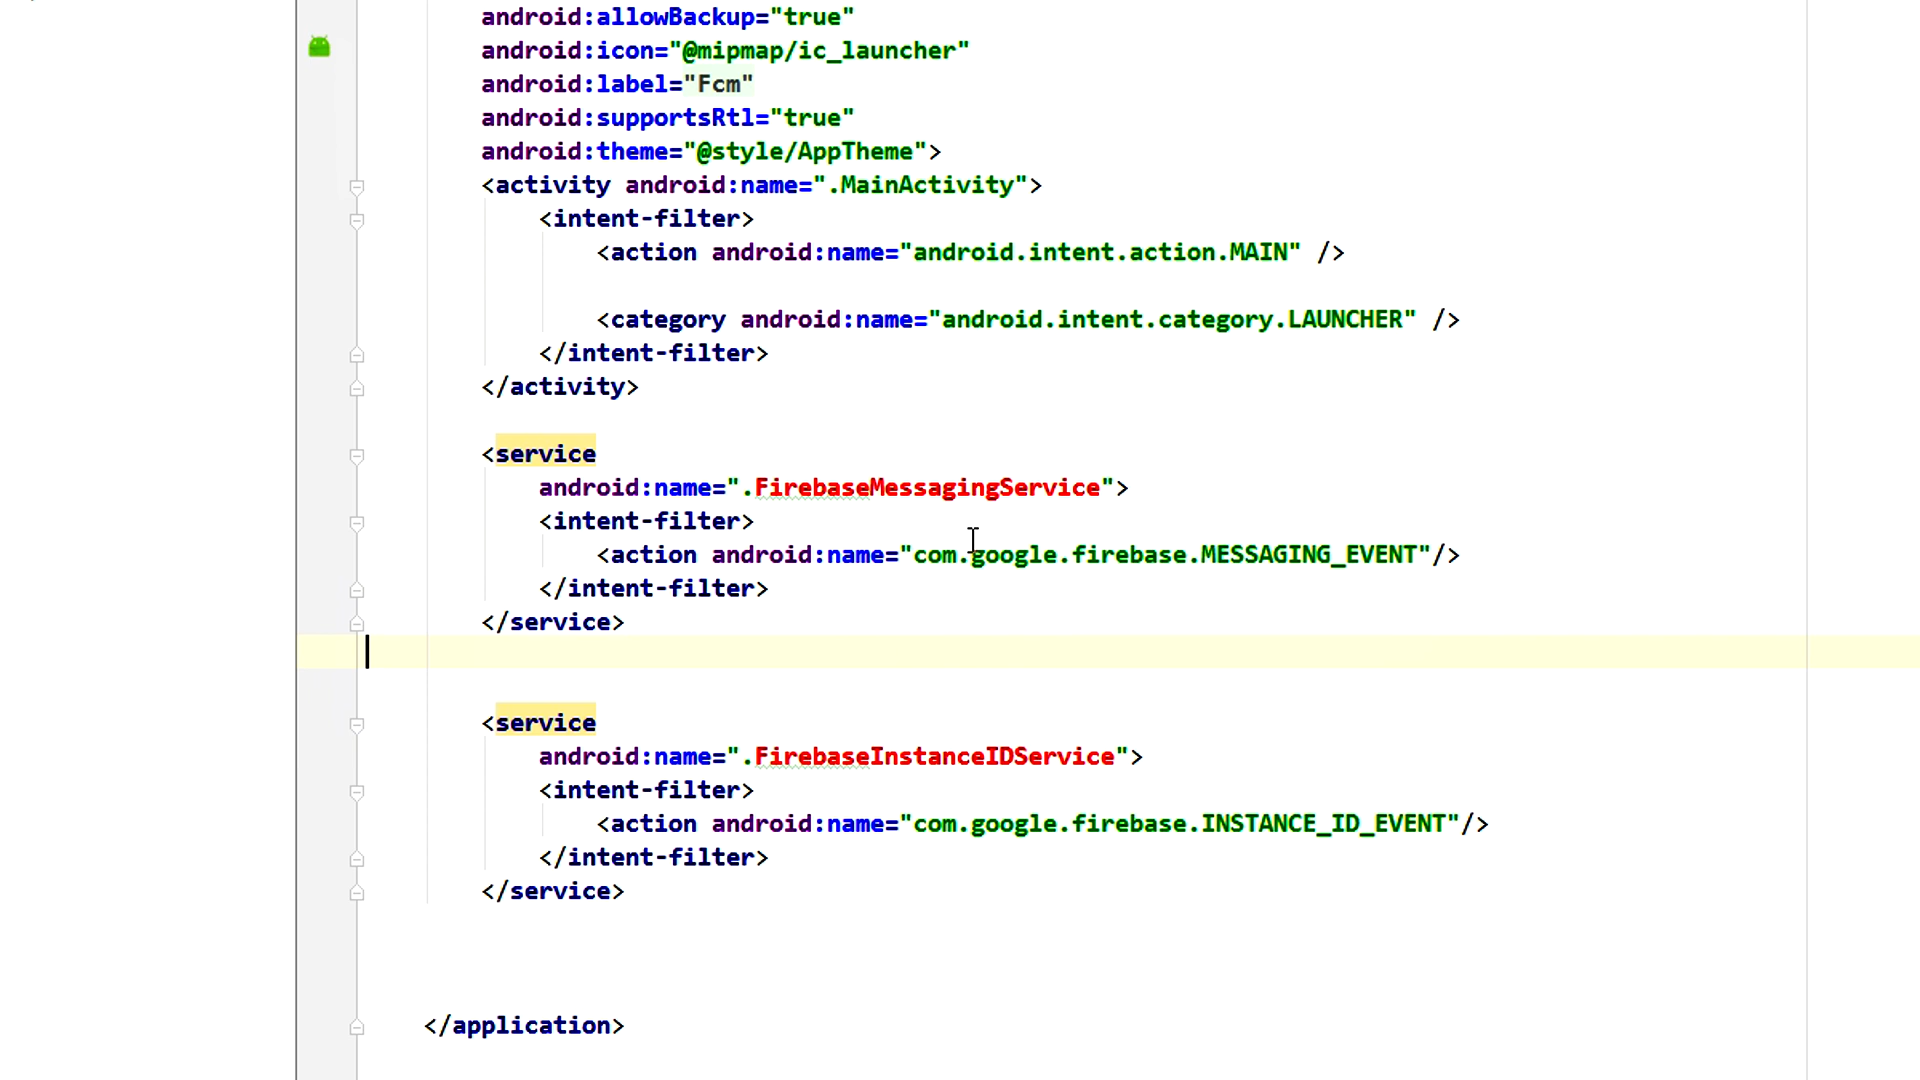 android:allowBackup="true"
android:icon="@mipmap/ic_launcher"
android:label="Fcm"
android:supportsRtl="true"
android:theme="@style/AppTheme">
<activity android:name=".MainActivity">
<intent-filter>
<action android:name="android.intent.action.MAIN" />
<category android:name="android.intent.category.LAUNCHER" />
</intent-filter>
</activity>
<service
android:name=".FirebaseMessagingService">
<intent-filter>
<action android:name="com.google.firebase.MESSAGING_EVENT"/>
</intent-filter>
</service>
<service
android:name=".FirebaseInstanceIDService">
<intent-filter>
<action android:name="com.google.firebase.INSTANCE_ID_EVENT"/>
</intent-filter>
</service>
</application>